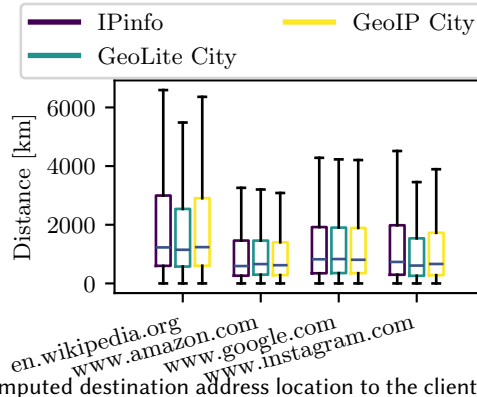 IPinfo
GeoLite City
GeoIP City
Distance [km]
6000
4000
2000
0
en.wikipedia.org
www.amazon.com
www.google.com
www.instagram.com
mputed destination address location to the client